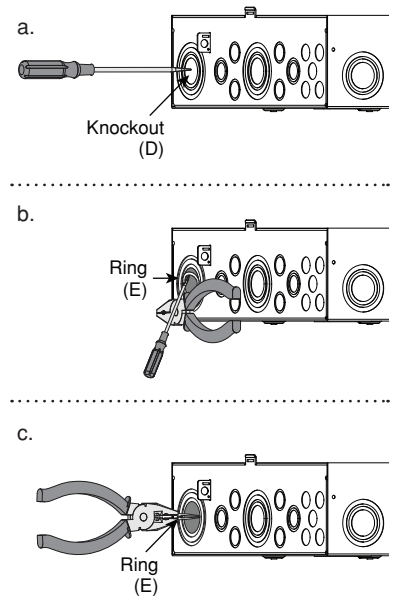 a.
Knockout
(D)
b.
Ring
(E)
c.
Ring
(E)